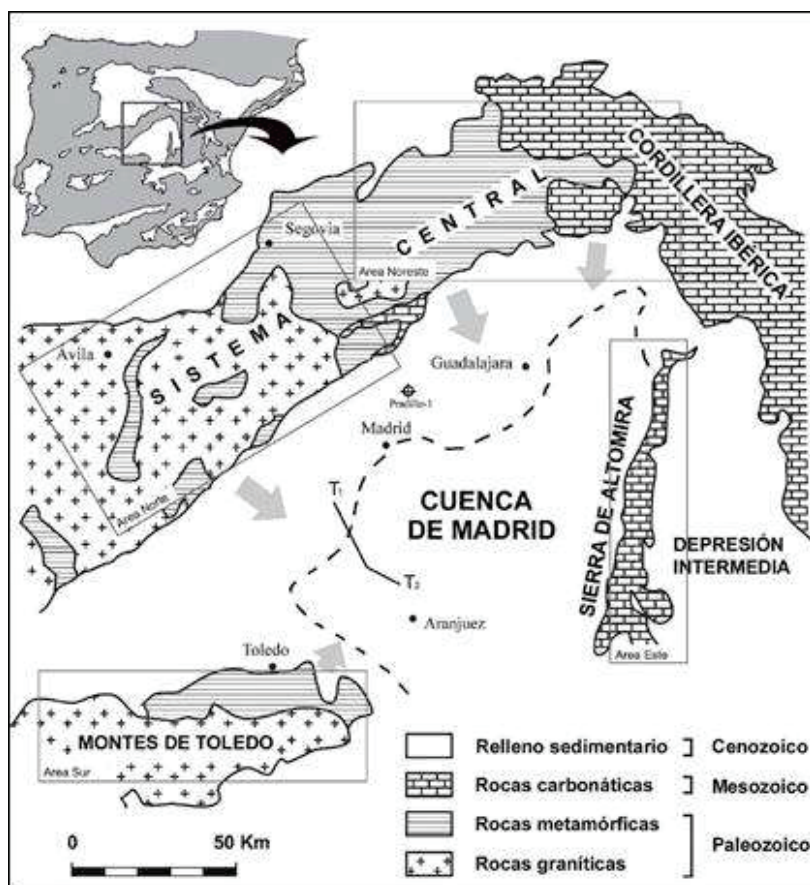 CORDILLERA IBÉRICA
CENTRAL
SISTEMA
Segovia
Area Noreste
Avila
Guadalajara
Pradillo-1
Madrid
Area Norte
T1
CUENCA
DE MADRID
T2
SIERRA DE ALTOMIRA
DEPRESIÓN
INTERMEDIA
Aranjuez
Area Este
Toledo
MONTES DE TOLEDO
Area Sur
Relleno sedimentario Cenozoico
Rocas carbonáticas Mesozoico
Rocas metamórficas
Paleozoico
Rocas graníticas
0 50 Km